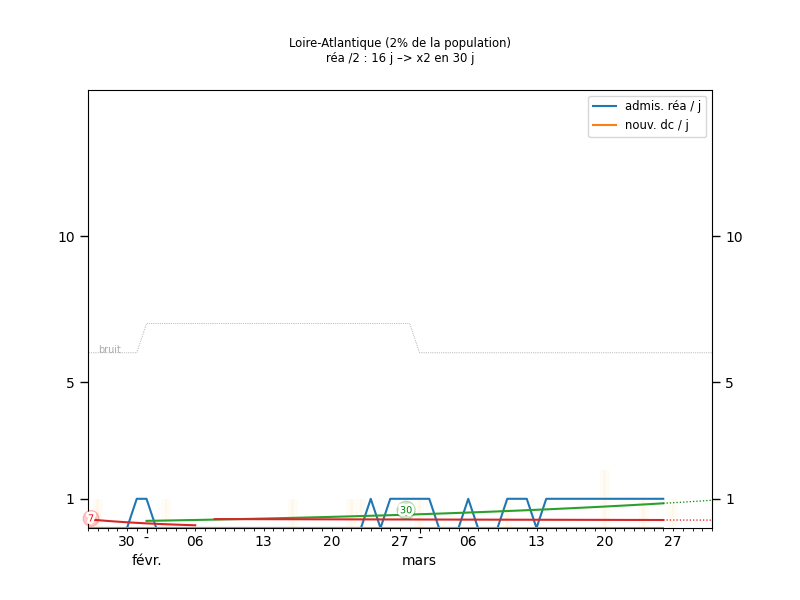 Loire-Atlantique (2% de la population)
réa /2 : 16 j –> x2 en 30 j
admis. réa / j
nouv. dc / j
10 10
bruit
5 5
1 1
7 30
30 - 06 13 20 27 - 06 13 20 27
févr. mars